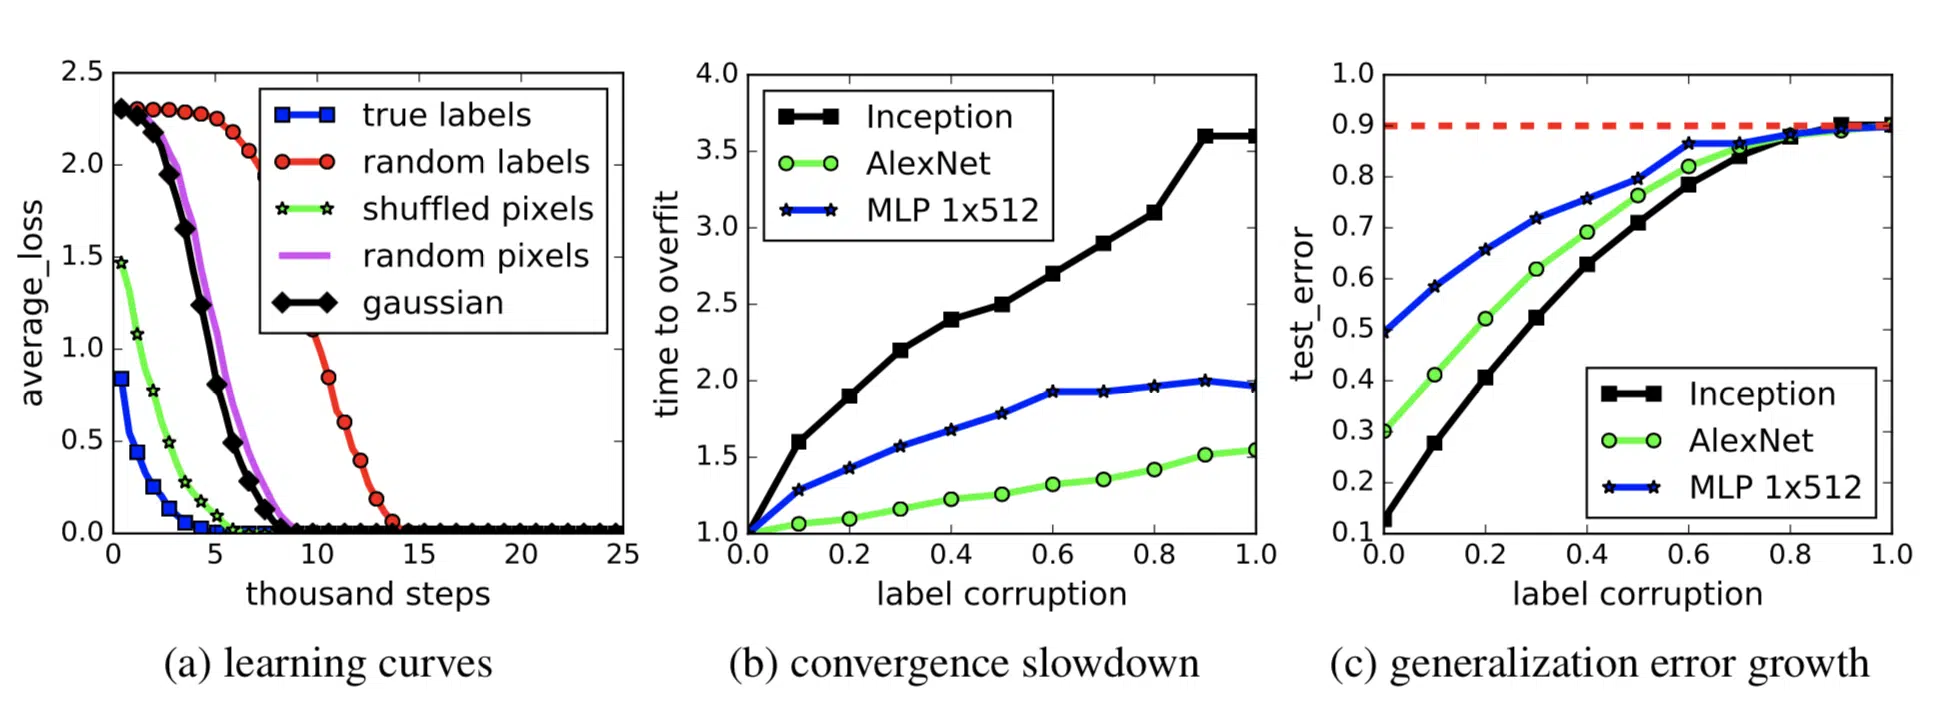 2.5
2.0
1.5
1.0
0.5
0.0
average_loss
true labels
random labels
shuffled pixels
random pixels
gaussian
0 5 10 15 20 25
thousand steps
(a) learning curves
4.0
3.5
3.0
2.5
2.0
1.5
1.0
time to overfit
Inception
AlexNet
MLP 1x512
0.0 0.2 0.4 0.6 0.8 1.0
label corruption
(b) convergence slowdown
1.0
0.9
0.8
0.7
0.6
0.5
0.4
0.3
0.2
0.1
test_error
Inception
AlexNet
MLP 1x512
0.0 0.2 0.4 0.6 0.8 1.0
label corruption
(c) generalization error growth